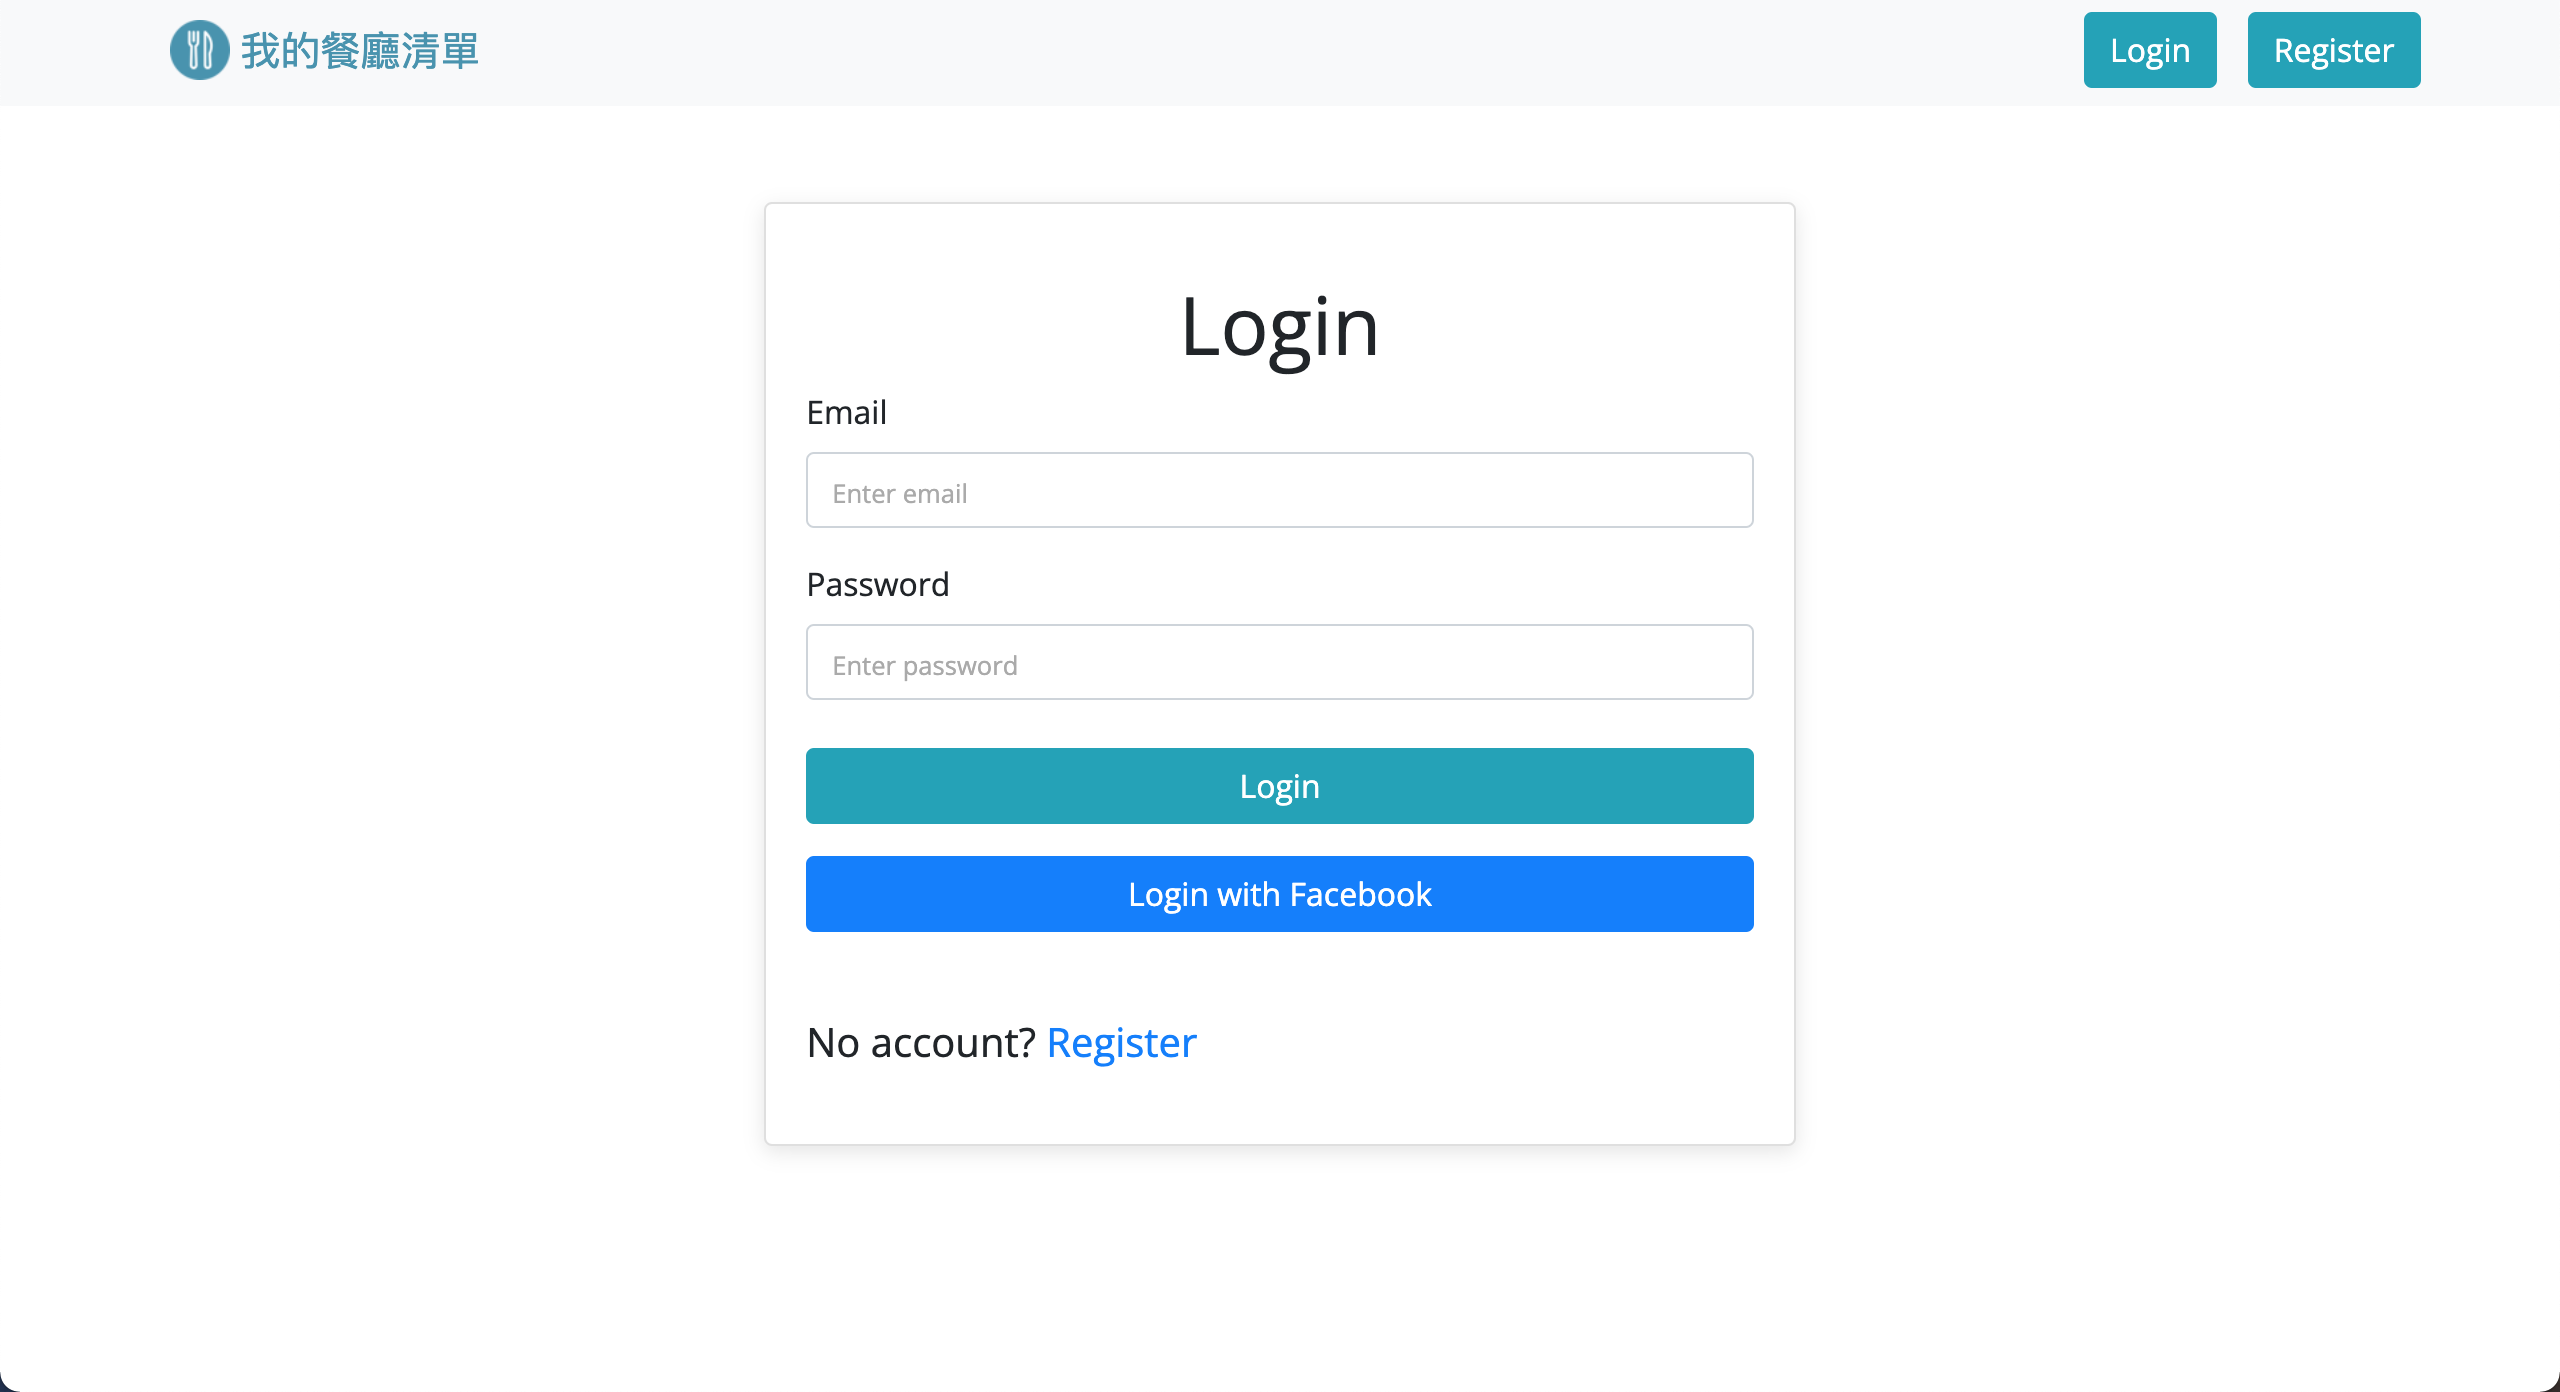 我的餐廳清單
Login
Register
Login
Email
Enter email
Password
Enter password
Login
Login with Facebook
No account? Register